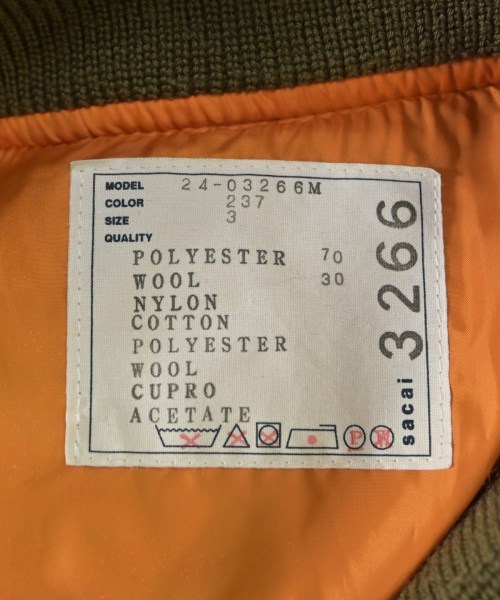 MODEL 24-03266M
COLOR 237
SIZE 3
QUALITY
POLYESTER 70
WOOL 30
NYLON
COTTON
POLYESTER
WOOL
CUPRO
ACETATE
P W
sacai 3266